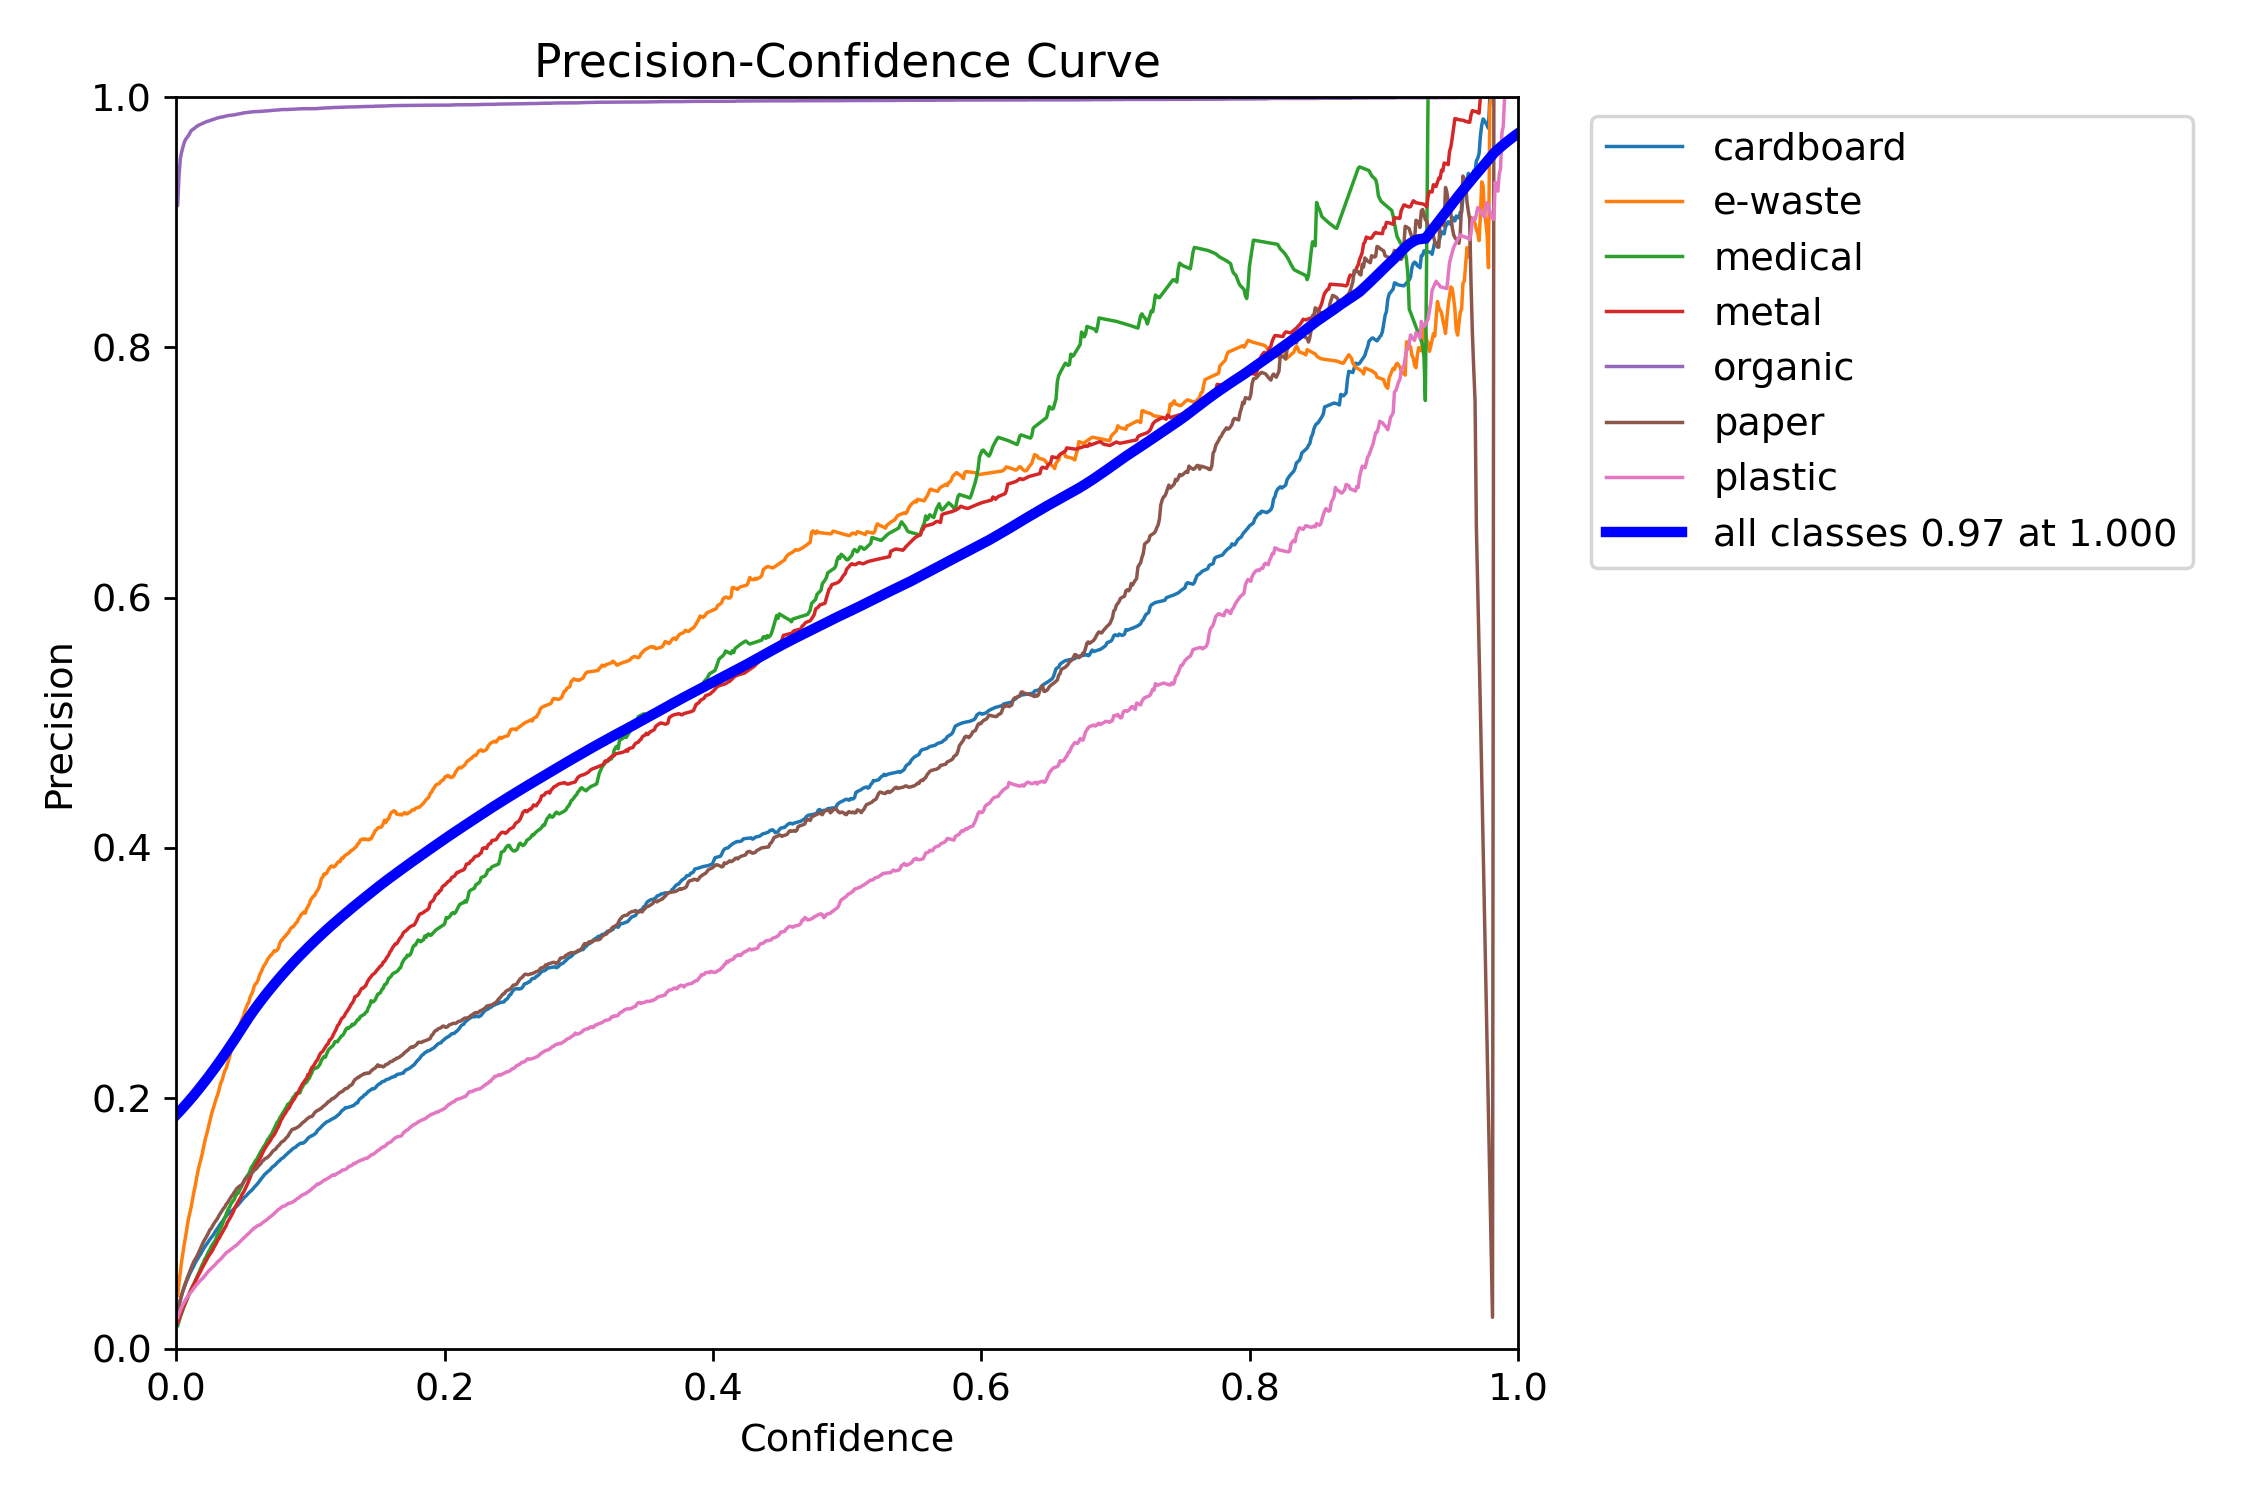 Precision-Confidence Curve
1.0
0.8
0.6
0.4
0.2
0.0
Precision
0.0 0.2 0.4 0.6 0.8 1.0
Confidence
cardboard
e-waste
medical
metal
organic
paper
plastic
all classes 0.97 at 1.000